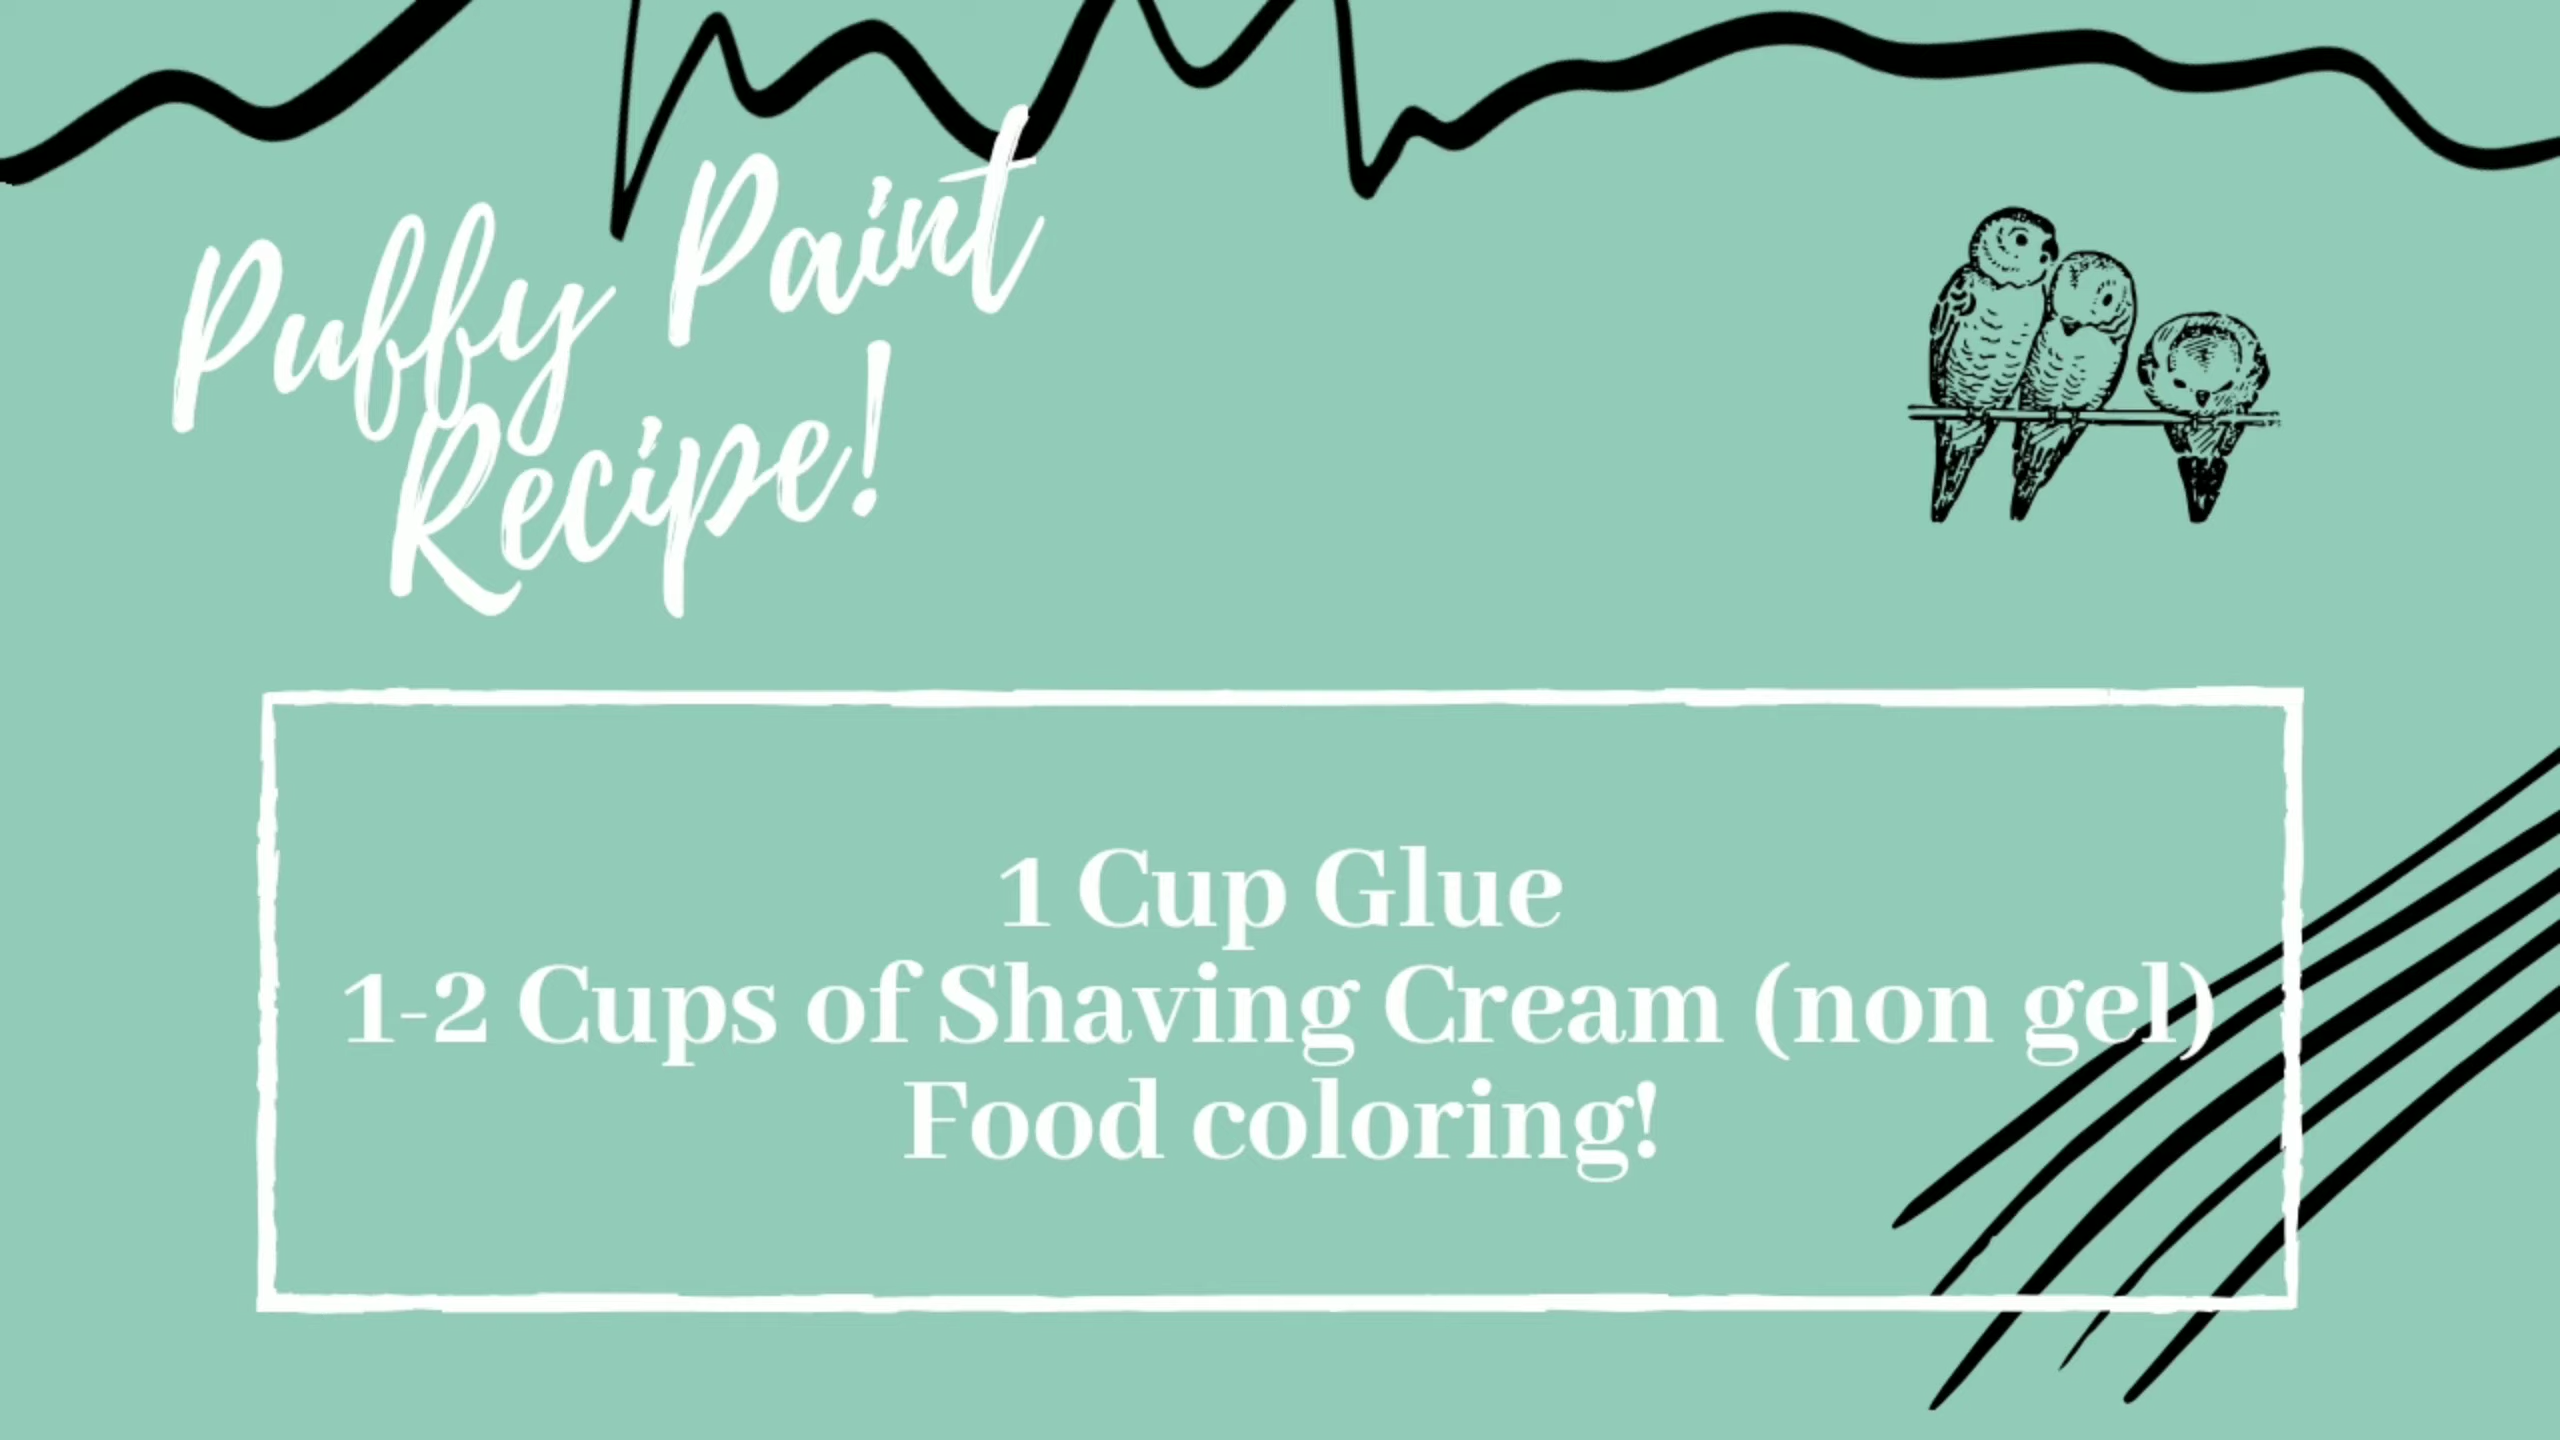 Puffy Paint
Recipe!
1 Cup Glue
1-2 Cups of Shaving Cream (non gel)
Food coloring!